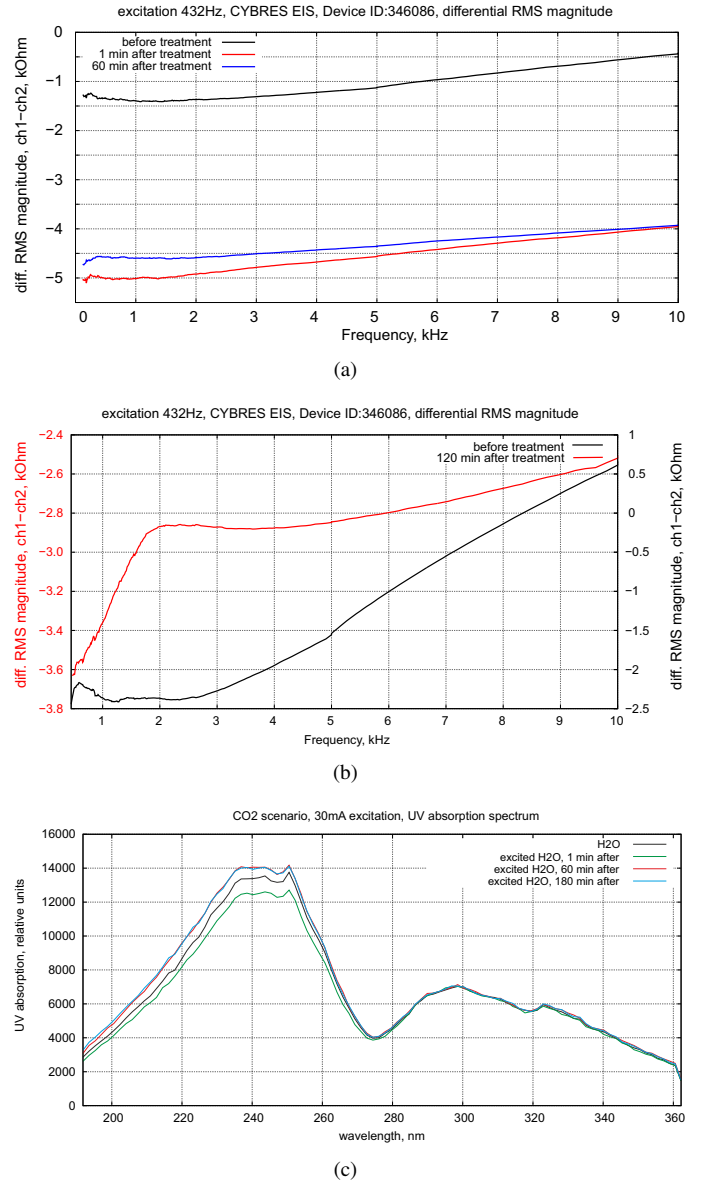 excitation 432Hz, CYBRES EIS, Device ID:346086, differential RMS magnitude
before treatment
1 min after treatment
60 min after treatment
diff. RMS magnitude, ch1−ch2, kOhm
0
−1
−2
−3
−4
−5
0 1 2 3 4 5 6 7 8 9 10
Frequency, kHz
(a)
excitation 432Hz, CYBRES EIS, Device ID:346086, differential RMS magnitude
before treatment
120 min after treatment
diff. RMS magnitude, ch1−ch2, kOhm
−2.4
−2.6
−2.8
−3.0
−3.2
−3.4
−3.6
−3.8
1
0.5
0
−0.5
−1
−1.5
−2
−2.5
diff. RMS magnitude, ch1−ch2, kOhm
1 2 3 4 5 6 7 8 9 10
Frequency, kHz
(b)
CO2 scenario, 30mA excitation, UV absorption spectrum
H2O
excited H2O, 1 min after
excited H2O, 60 min after
excited H2O, 180 min after
UV absorption, relative units
16000
14000
12000
10000
8000
6000
4000
2000
0
200 220 240 260 280 300 320 340 360
wavelength, nm
(c)